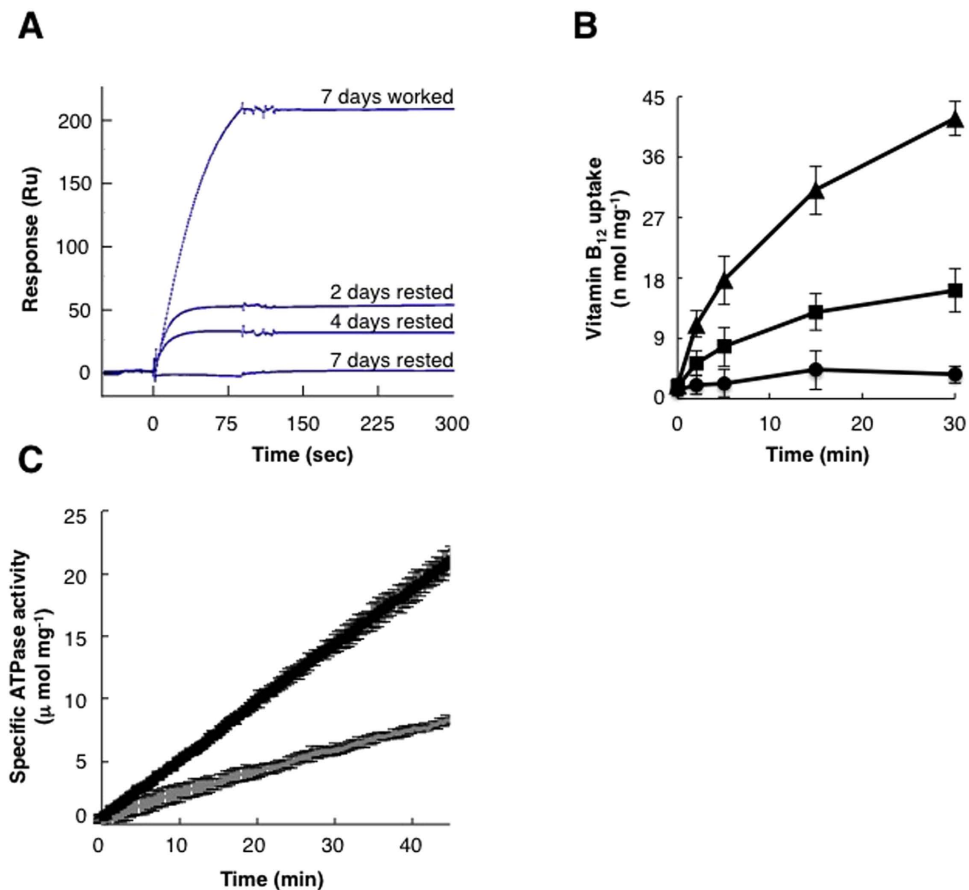 A
Response (Ru)
200
150
100
50
0
7 days worked
2 days rested
4 days rested
7 days rested
0 75 150 225 300
Time (sec)
B
Vitamin B12 uptake
(n mol mg-1)
45
36
27
18
9
0
0 10 20 30
Time (min)
C
Specific ATPase activity
(μ mol mg-1)
25
20
15
10
5
0
0 10 20 30 40
Time (min)